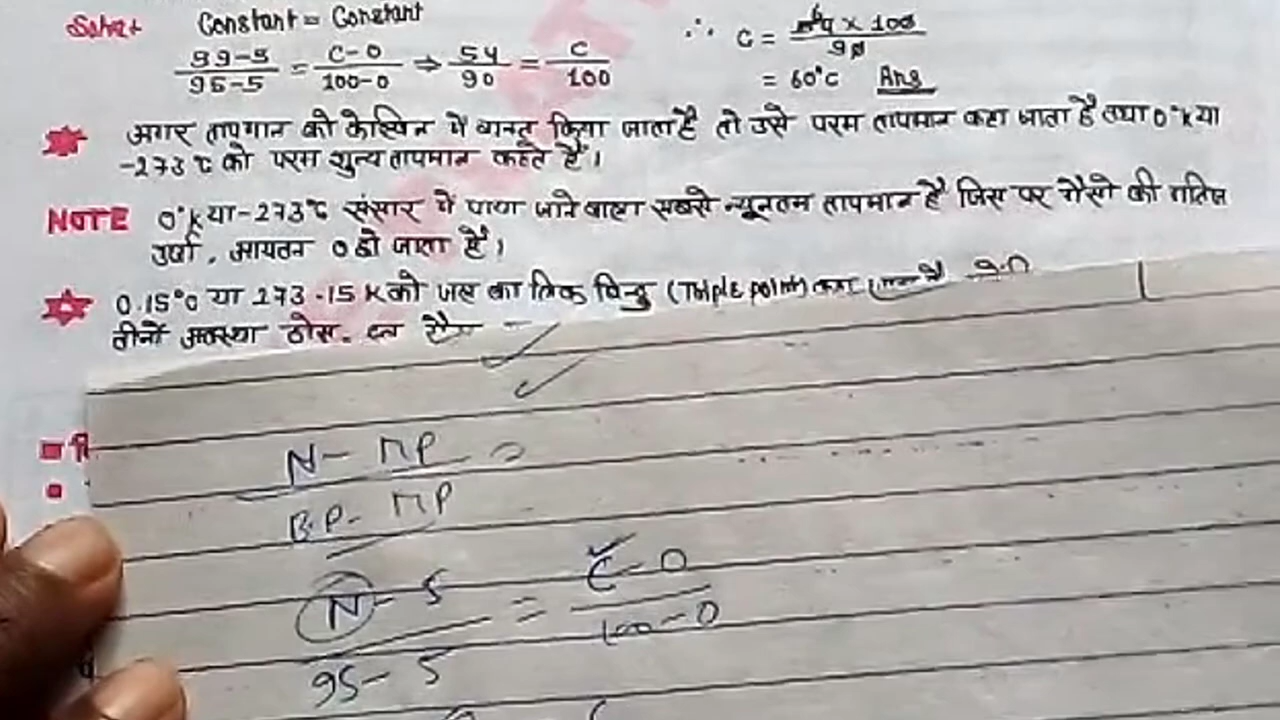 Constant = Constant
99-5/95-5 = C-0/100-0 ⇒ 54/90 = C/100
∴ C = 54 x 100/90
= 60°C Ans
अगर तापमान को केल्विन में व्यक्त किया जाता है तो उसे परम तापमान कहा जाता है तथा 0°K या
-273℃ को परम शुन्य तापमान कहते हैं।
NOTE 0°K या -273℃ संसार में पाया जाने वाला सबसे न्यूनतम तापमान है जिस पर गैसो की गतिज
उर्जा, आयतन 0 हो जाता है।
0.15°C या 273.15 K को जल का त्रिक विन्दु (Triple point) कहा
तीनों अवस्था ठोस. द्रव गैस
N - MP
B.P - MP
N - 5 = C - 0
95 - 5 100 - 0